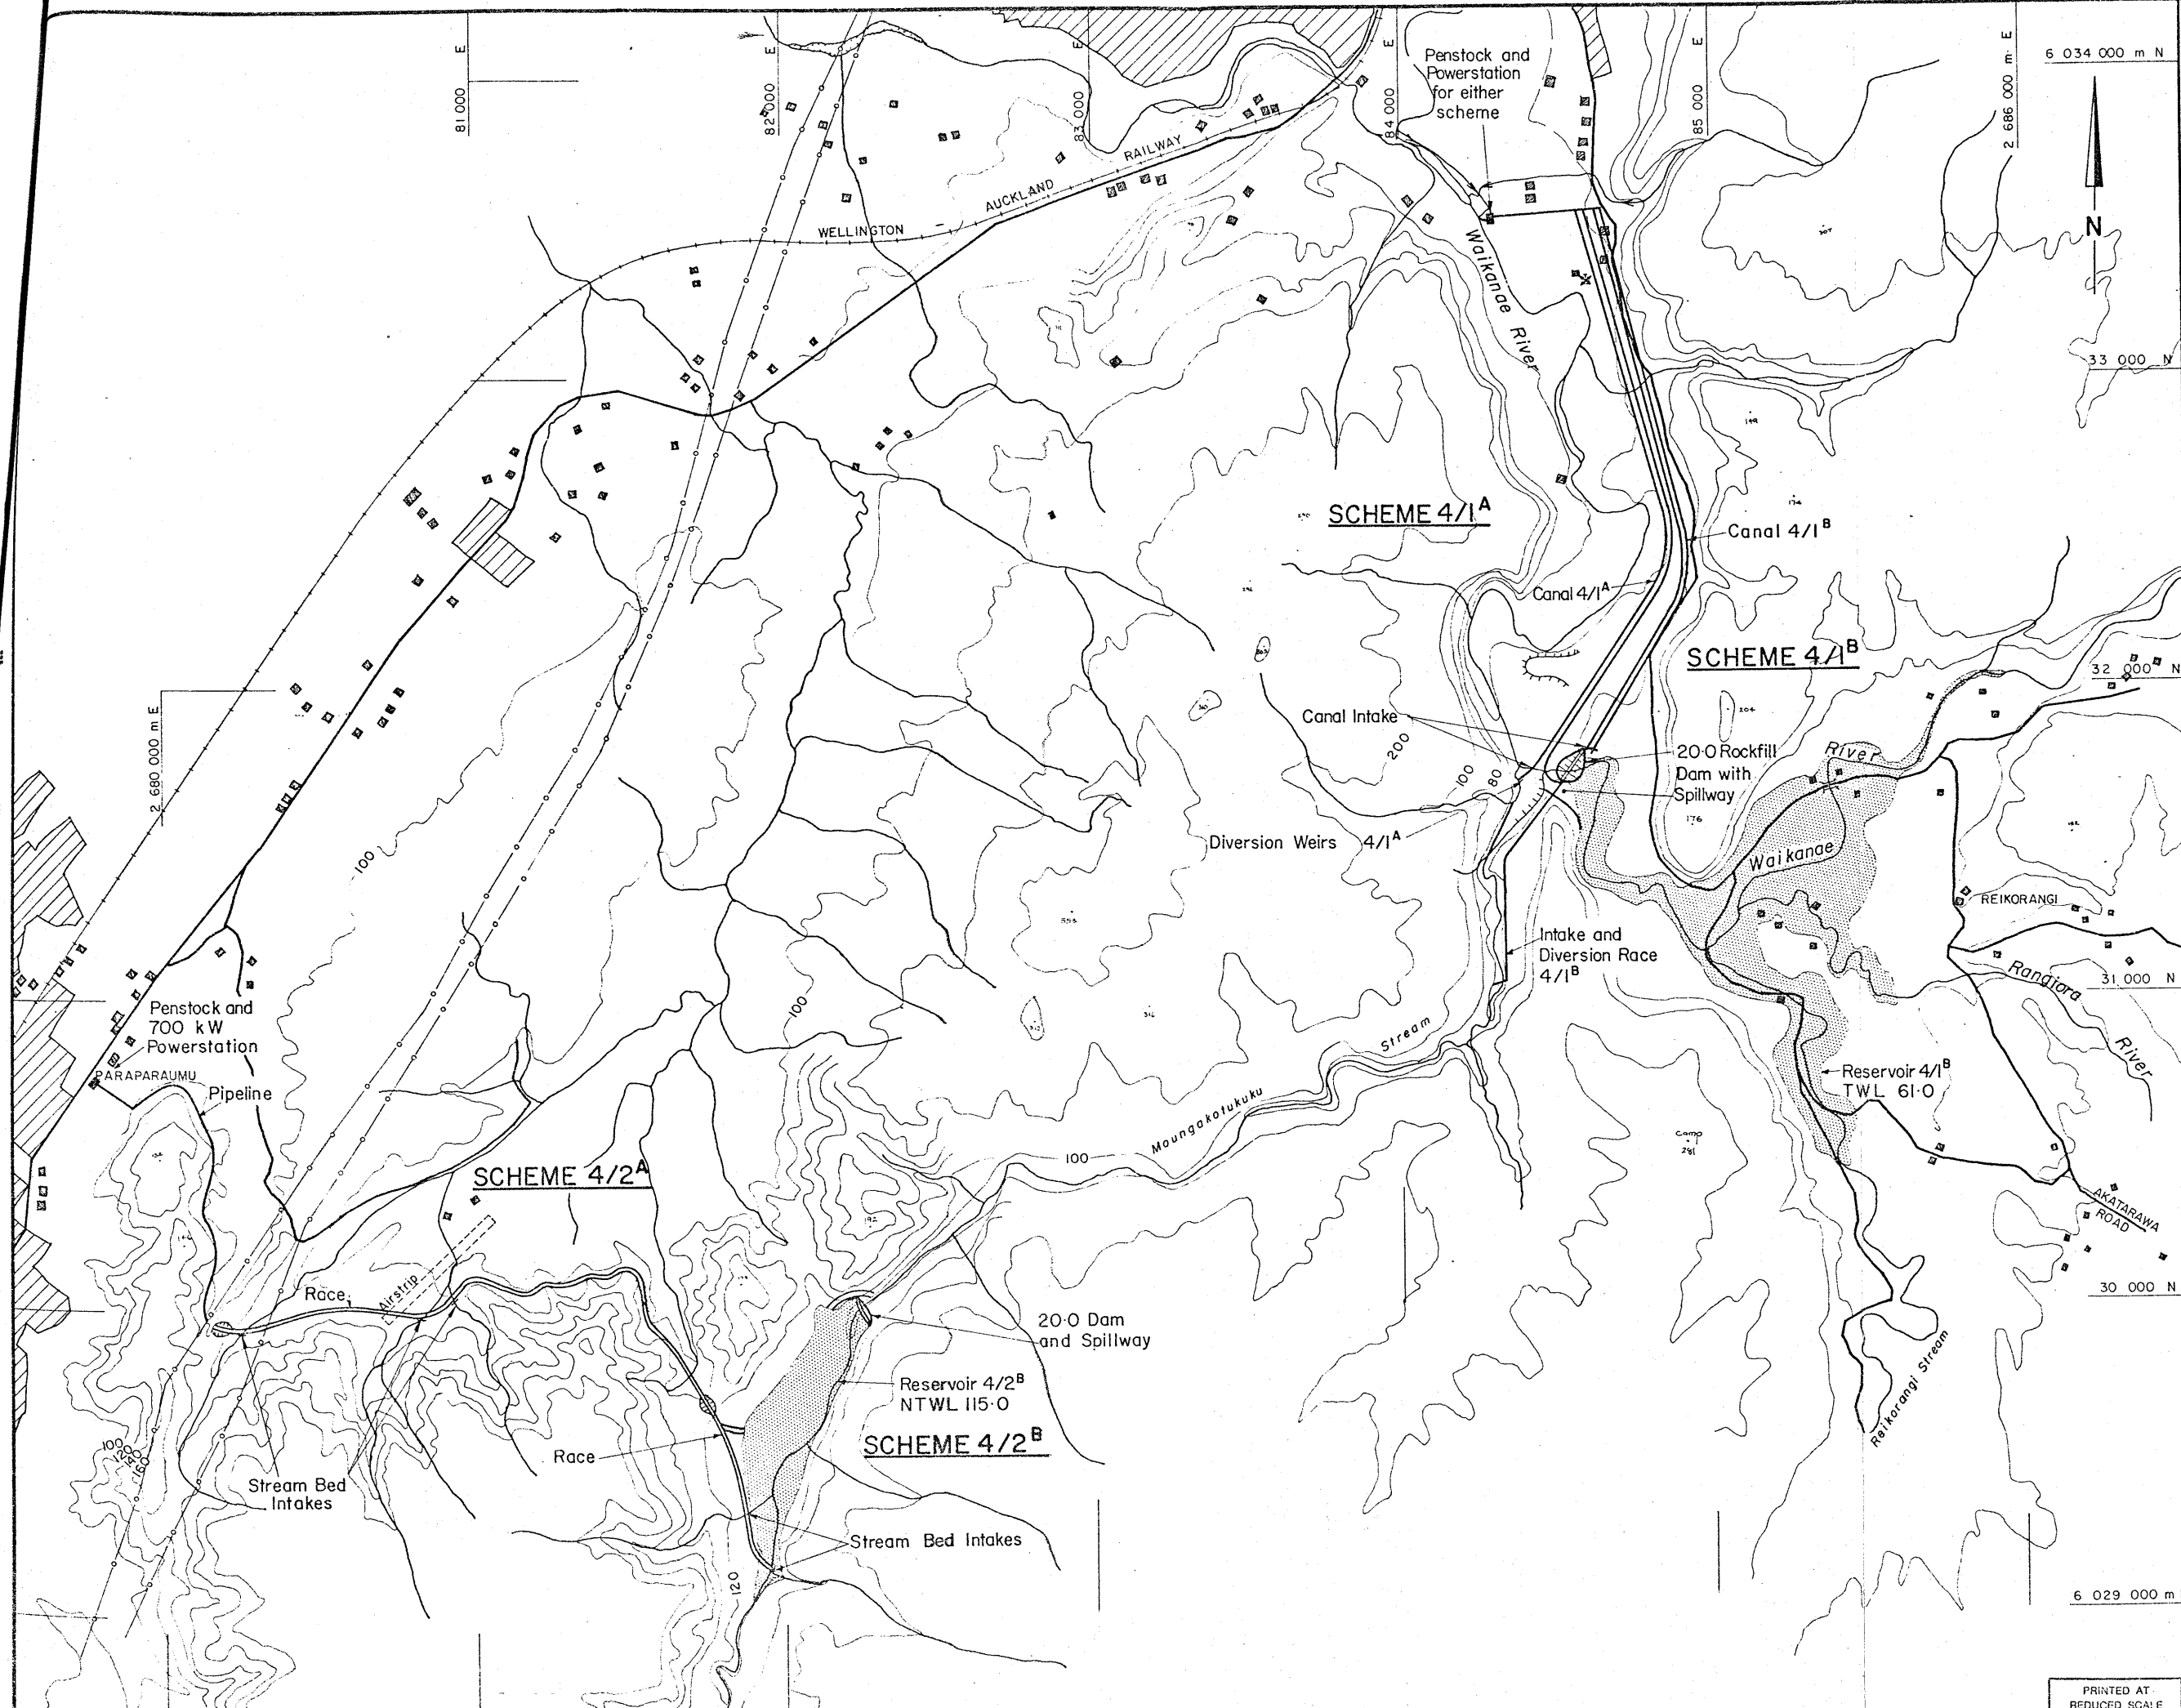 81 000 E
82 000 E
83 000 E
84 000 E
85 000 E
2 686 000 m E
6 034 000 m N
Penstock and
Powerstation
for either
scheme
WELLINGTON
AUCKLAND
RAILWAY
N
Waikanae River
33 000 N
149
174
SCHEME 4/1A
Canal 4/1B
Canal 4/1A
SCHEME 4/1B
32 000 N
2 680 000 m E
Canal Intake
200
100
80
204
20·0 Rockfill
Dam with
Spillway
176
River
Waikanae
Diversion Weirs 4/1A
100
REIKORANGI
Intake and
Diversion Race
4/1B
Rangiora
River
31 000 N
Penstock and
700 kW
Powerstation
PARAPARAUMU
Pipeline
100
Stream
Moungakotukuku
100
Reservoir 4/1B
TWL 61·0
camp
281
SCHEME 4/2A
192
AKATARAWA
ROAD
30 000 N
Race
Airstrip
20·0 Dam
and Spillway
Reikorangi Stream
Reservoir 4/2B
NTWL 115·0
SCHEME 4/2B
Race
100
120
140
160
Stream Bed
Intakes
Stream Bed Intakes
120
6 029 000 m
PRINTED AT
REDUCED SCALE